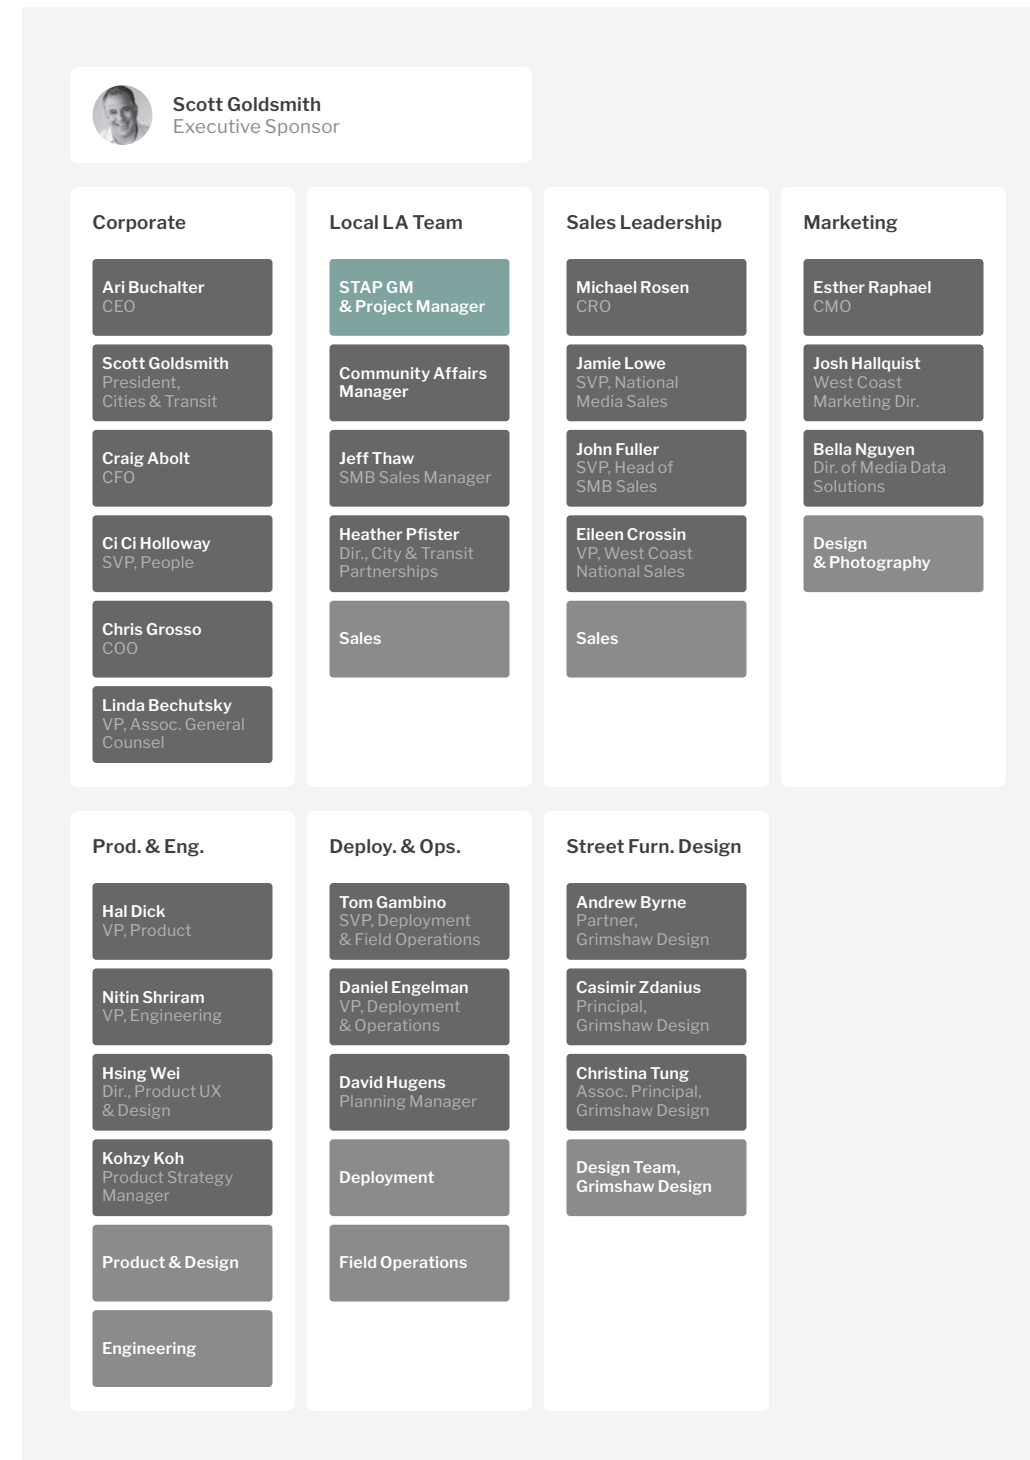 Scott Goldsmith
Executive Sponsor
Corporate
Ari Buchalter
CEO
Scott Goldsmith
President,
Cities & Transit
Craig Abolt
CFO
Ci Ci Holloway
SVP, People
Chris Grosso
COO
Linda Bechutsky
VP, Assoc. General
Counsel
Local LA Team
STAP GM
& Project Manager
Community Affairs
Manager
Jeff Thaw
SMB Sales Manager
Heather Pfister
Dir., City & Transit
Partnerships
Sales
Sales Leadership
Michael Rosen
CRO
Jamie Lowe
SVP, National
Media Sales
John Fuller
SVP, Head of
SMB Sales
Eileen Crossin
VP, West Coast
National Sales
Sales
Marketing
Esther Raphael
CMO
Josh Hallquist
West Coast
Marketing Dir.
Bella Nguyen
Dir. of Media Data
Solutions
Design
& Photography
Prod. & Eng.
Hal Dick
VP, Product
Nitin Shriram
VP, Engineering
Hsing Wei
Dir., Product UX
& Design
Kohzy Koh
Product Strategy
Manager
Product & Design
Engineering
Deploy. & Ops.
Tom Gambino
SVP, Deployment
& Field Operations
Daniel Engelman
VP, Deployment
& Operations
David Hugens
Planning Manager
Deployment
Field Operations
Street Furn. Design
Andrew Byrne
Partner,
Grimshaw Design
Casimir Zdanius
Principal,
Grimshaw Design
Christina Tung
Assoc. Principal,
Grimshaw Design
Design Team,
Grimshaw Design